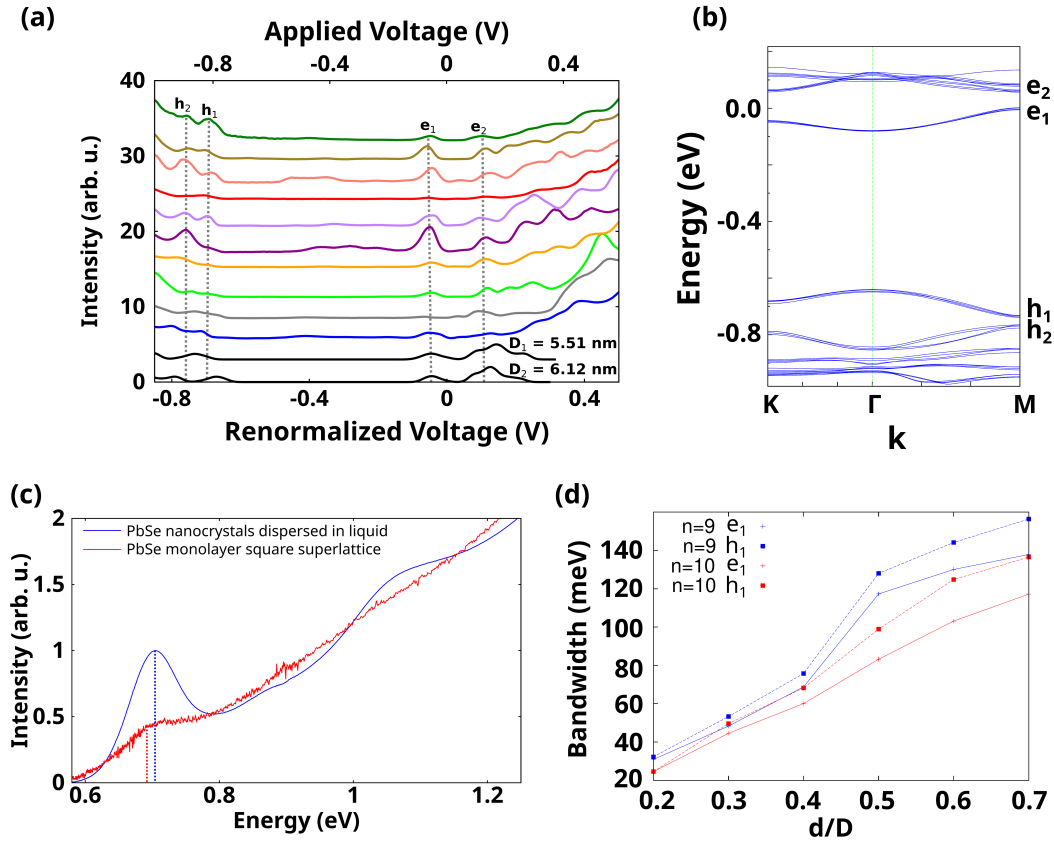 (a)
Applied Voltage (V)
-0.8 -0.4 0 0.4
40
30
20
10
0
Intensity (arb. u.)
h2 h1 e1 e2
D1 = 5.51 nm
D2 = 6.12 nm
-0.8 -0.4 0 0.4
Renormalized Voltage (V)
(b)
0.0
-0.4
-0.8
Energy (eV)
e2
e1
h1
h2
K Γ M
k
(c)
2
1.5
1
0.5
0
Intensity (arb. u.)
PbSe nanocrystals dispersed in liquid
PbSe monolayer square superlattice
0.6 0.8 1 1.2
Energy (eV)
(d)
140
120
100
80
60
40
20
Bandwidth (meV)
n=9 e1
n=9 h1
n=10 e1
n=10 h1
0.2 0.3 0.4 0.5 0.6 0.7
d/D